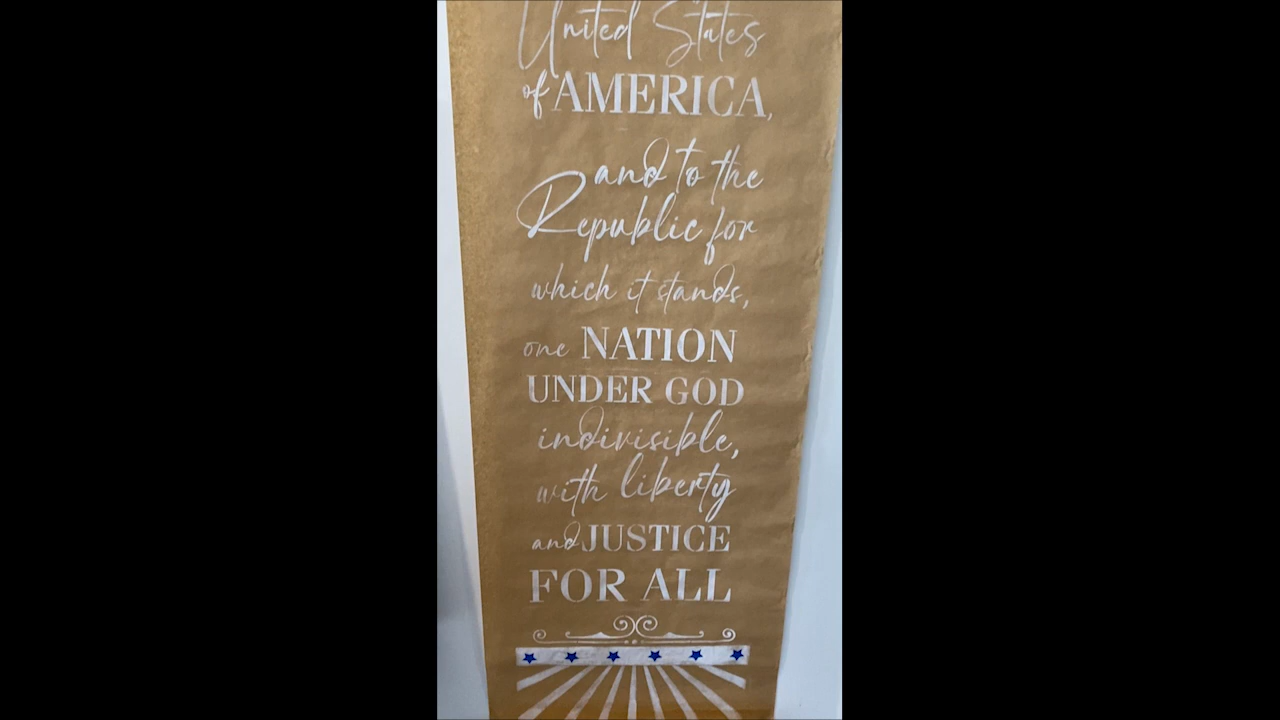 United States
of AMERICA,
and to the
Republic for
which it stands,
one NATION
UNDER GOD
indivisible,
with liberty
and JUSTICE
FOR ALL